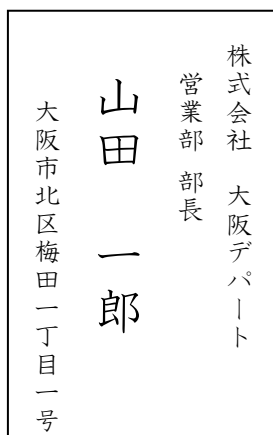 株式会社　大阪デパート
営業部 部長
山田　一郎
大阪市北区梅田一丁目一号